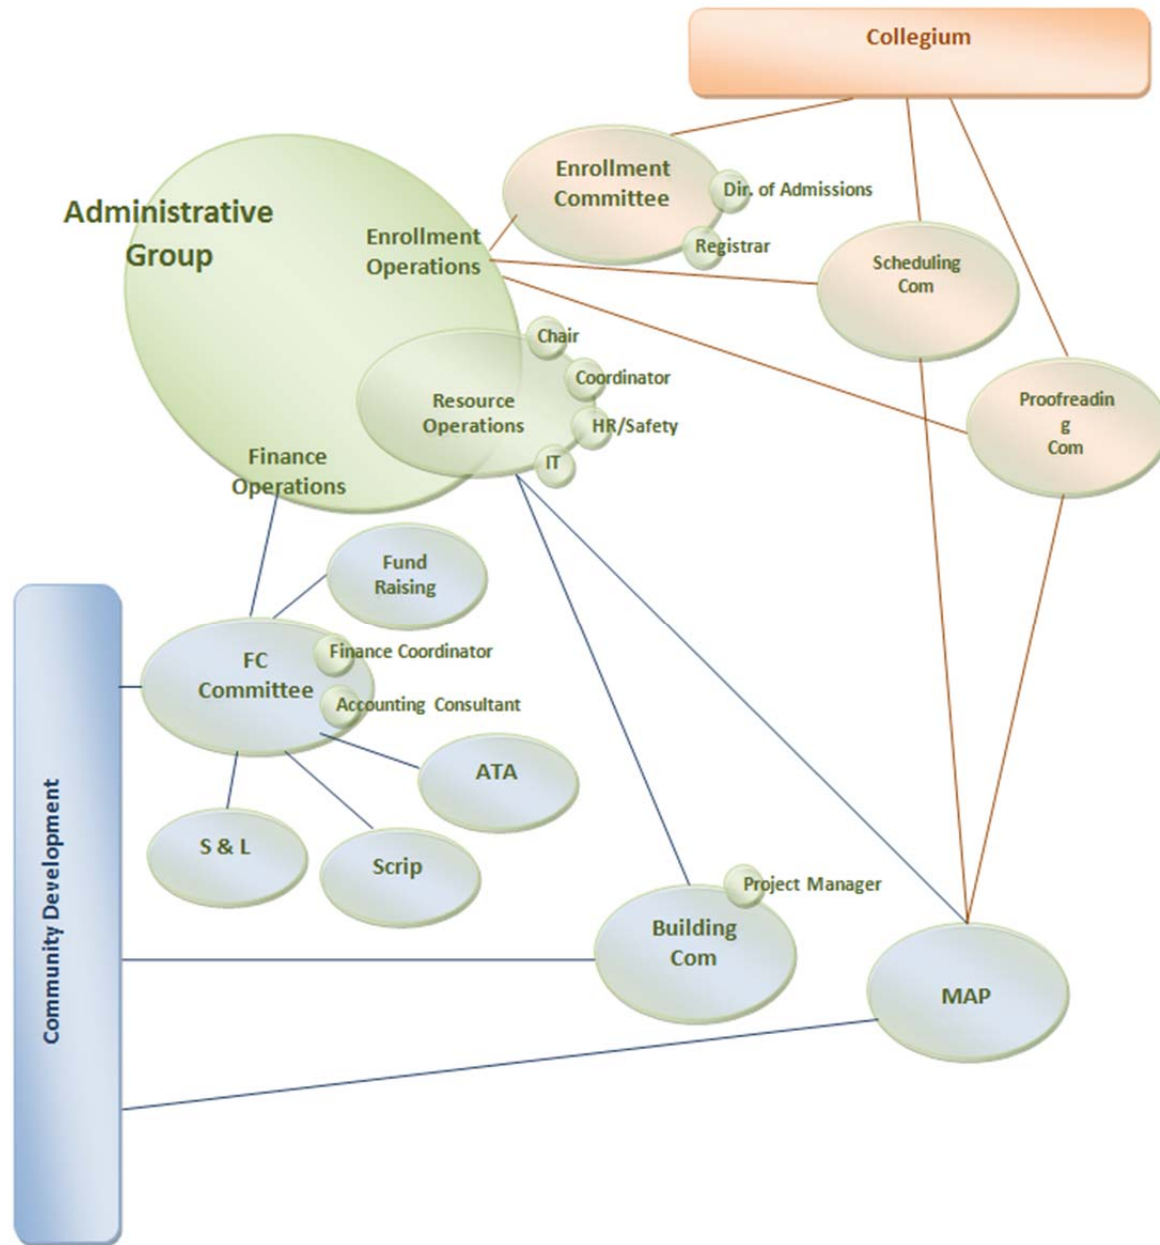 Collegium
Enrollment
Committee
Dir. of Admissions
Registrar
Administrative
Group
Enrollment
Operations
Scheduling
Com
Chair
Coordinator
HR/Safety
IT
Resource
Operations
Proofreadin
g
Com
Finance
Operations
Fund
Raising
FC
Committee
Finance Coordinator
Accounting Consultant
ATA
S & L
Scrip
Community Development
Project Manager
Building
Com
MAP